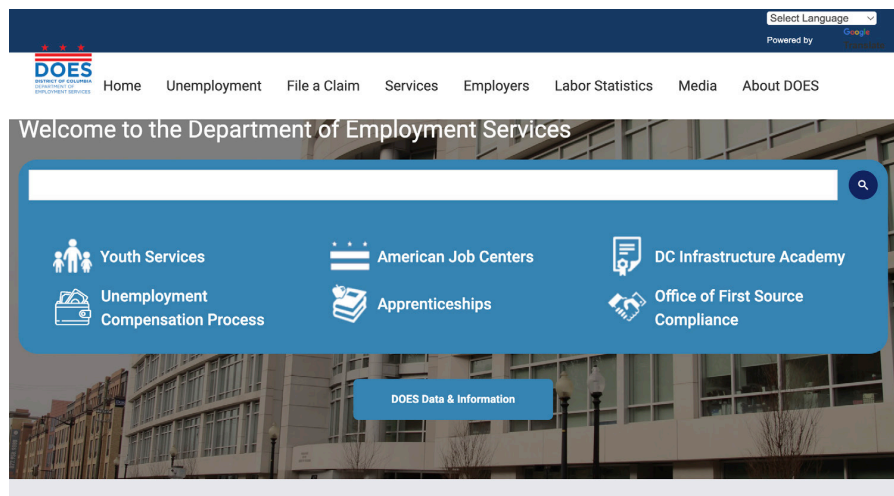 Select Language
Powered by
Google
DOES
DISTRICT OF COLUMBIA
DEPARTMENT OF
EMPLOYMENT SERVICES
Home Unemployment File a Claim Services Employers Labor Statistics Media About DOES
Welcome to the Department of Employment Services
Youth Services
American Job Centers
DC Infrastructure Academy
Unemployment
Compensation Process
Apprenticeships
Office of First Source
Compliance
DOES Data & Information